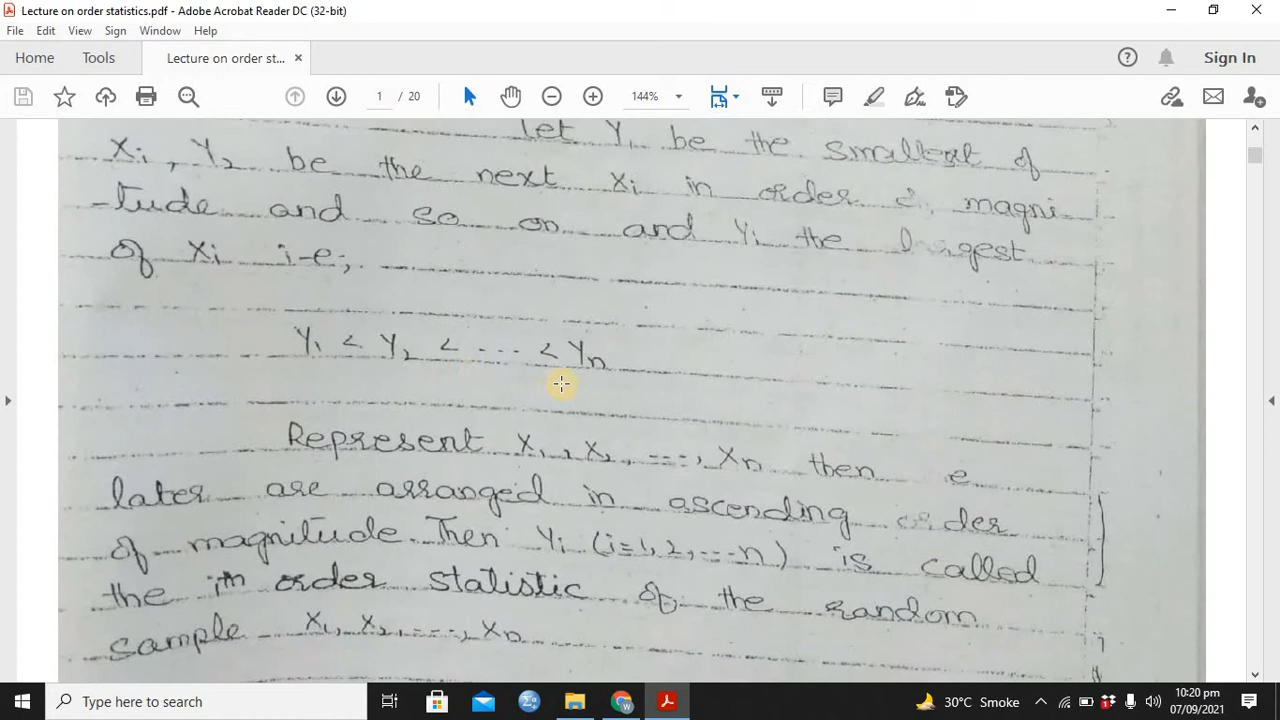 Lecture on order statistics.pdf - Adobe Acrobat Reader DC (32-bit)
File Edit View Sign Window Help
Home Tools Lecture on order st... × Sign In
1 / 20 144%
Let Y1 be the smallest of
Xi, Y2 be the next Xi in order magni
-tude and so on and Yi the largest
of Xi i-e;
Y1 < Y2 < --- < Yn
Represent X1, X2, ---, Xn then e
later are arranged in ascending order
of magnitude. Then Yi (i=1,2,---n) is called
the ith order statistic of the random
sample X1, X2, ---, Xn
Type here to search
30°C Smoke
10:20 pm
07/09/2021